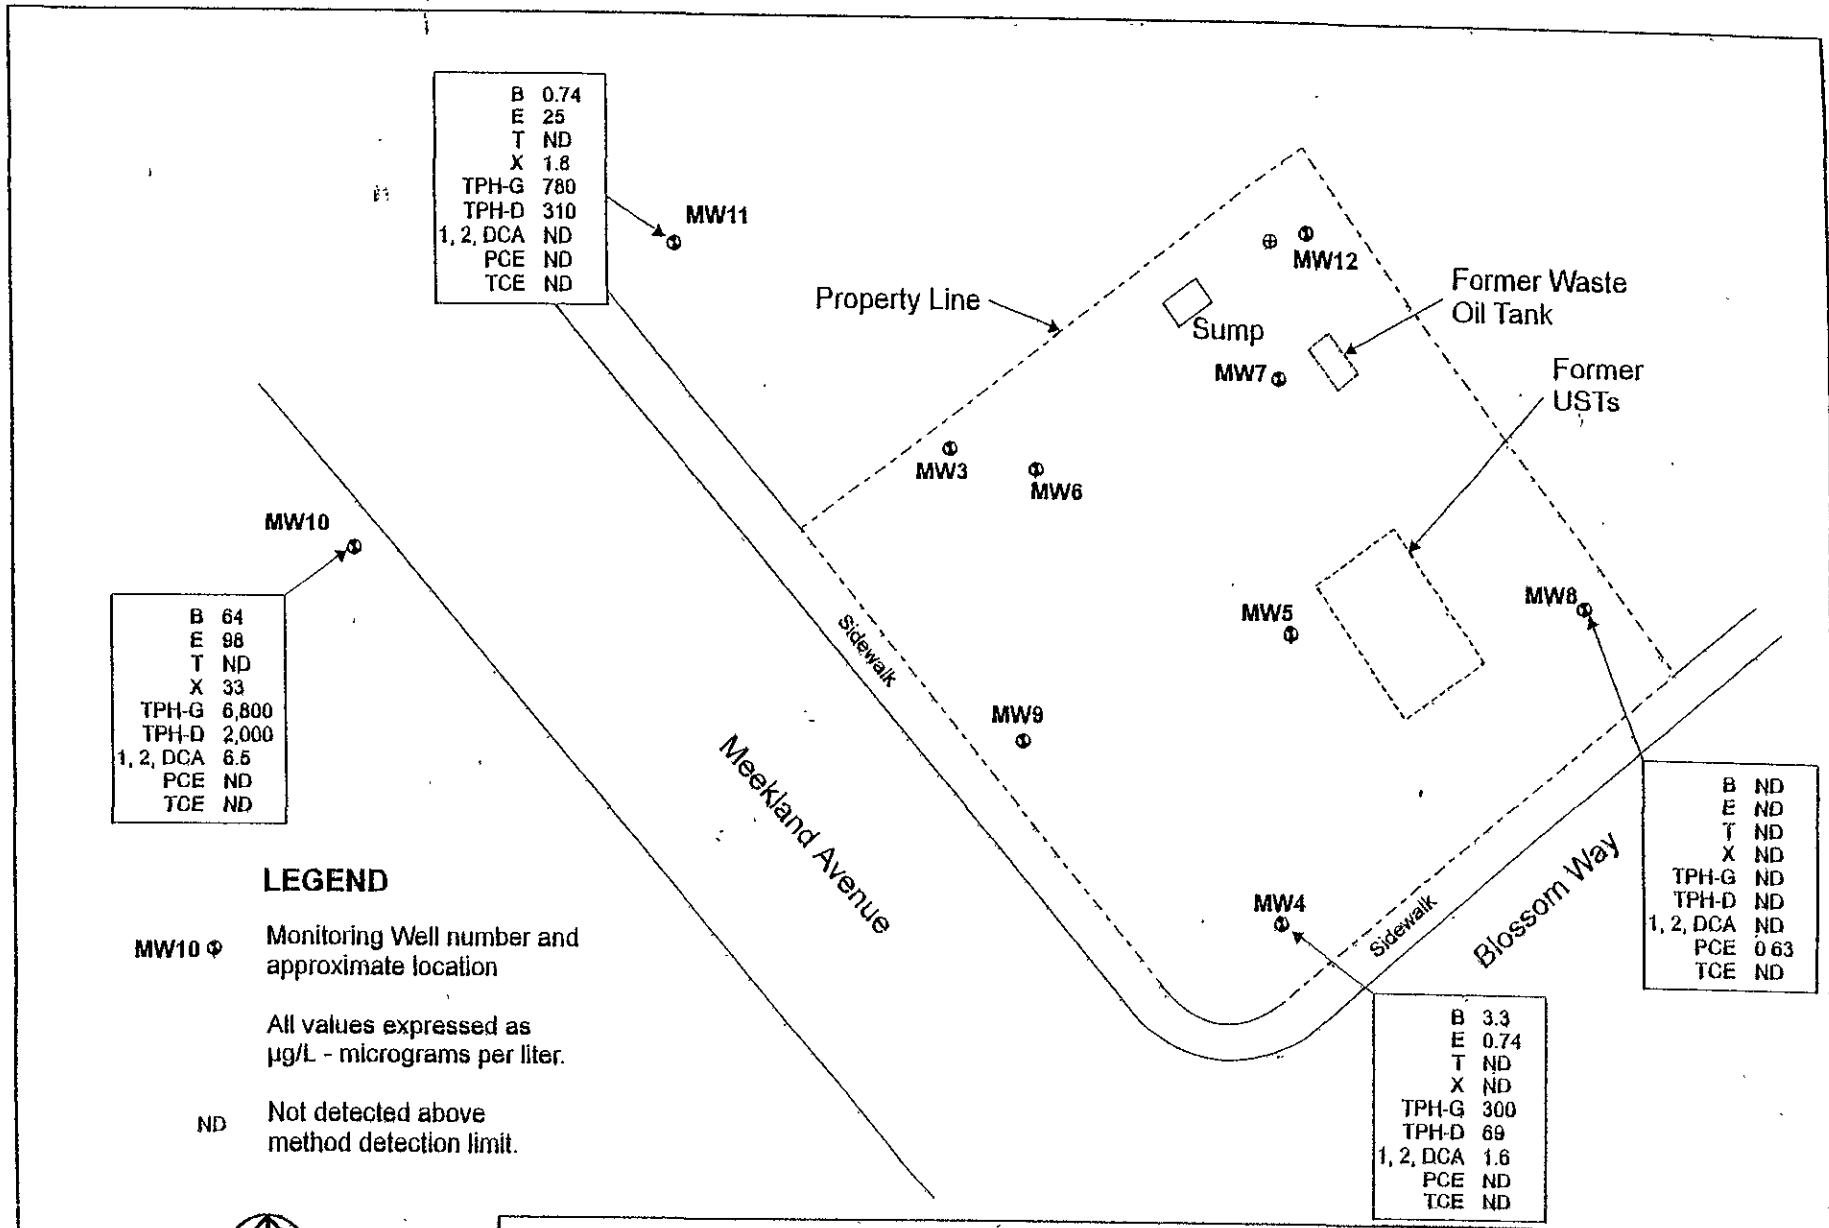 B 0.74
E 25
T ND
X 1.8
TPH-G 780
TPH-D 310
1, 2, DCA ND
PCE ND
TCE ND
MW11
MW12
Property Line
Sump
Former Waste
Oil Tank
MW7
Former
USTs
MW3
MW6
MW10
MW8
MW5
B 64
E 98
T ND
X 33
TPH-G 6,800
TPH-D 2,000
1, 2, DCA 6.5
PCE ND
TCE ND
Sidewalk
MW9
Meekland Avenue
B ND
E ND
T ND
X ND
TPH-G ND
TPH-D ND
1, 2, DCA ND
PCE 0 63
TCE ND
MW4
Sidewalk
Blossom Way
B 3.3
E 0.74
T ND
X ND
TPH-G 300
TPH-D 69
1, 2, DCA 1.6
PCE ND
TCE ND
LEGEND
MW10
Monitoring Well number and
approximate location
All values expressed as
µg/L - micrograms per liter.
ND
Not detected above
method detection limit.